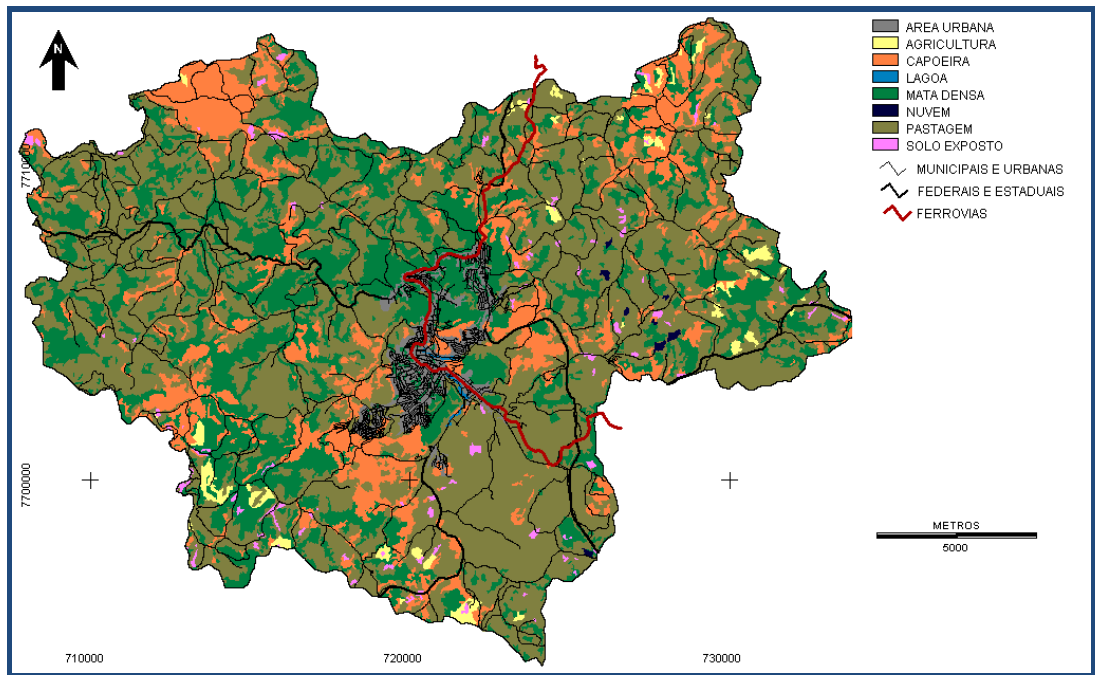 N
AREA URBANA
AGRICULTURA
CAPOEIRA
LAGOA
MATA DENSA
NUVEM
PASTAGEM
SOLO EXPOSTO
MUNICIPAIS E URBANAS
FEDERAIS E ESTADUAIS
FERROVIAS
7710000
7700000
METROS
5000
710000
720000
730000